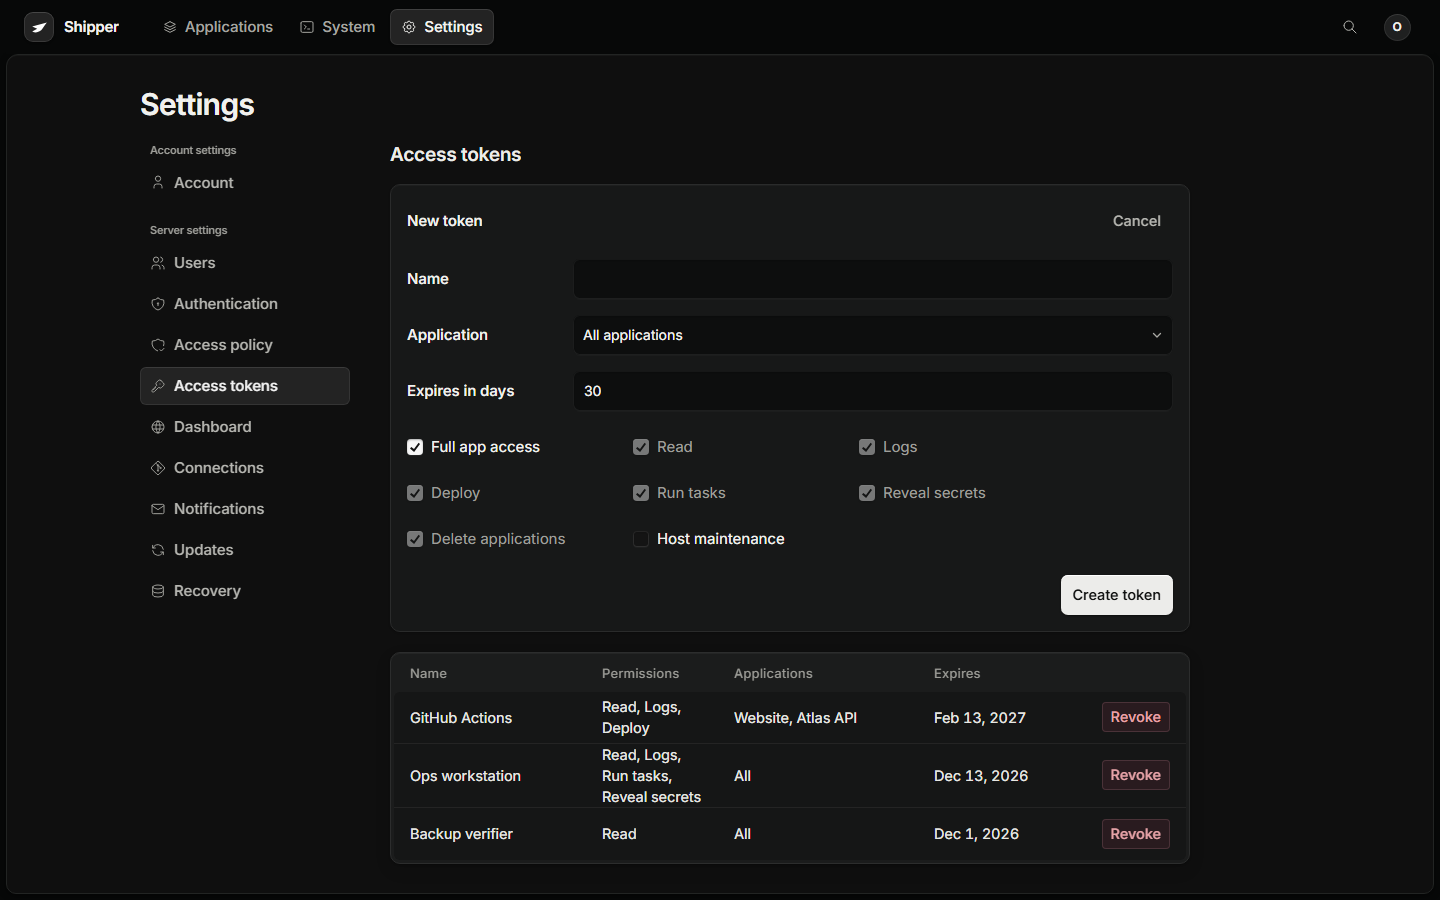 Shipper
Applications
System
Settings
O
Settings
Account settings
Account
Server settings
Users
Authentication
Access policy
Access tokens
Dashboard
Connections
Notifications
Updates
Recovery
Access tokens
New token
Cancel
Name
Application
All applications
Expires in days
30
Full app access
Read
Logs
Deploy
Run tasks
Reveal secrets
Delete applications
Host maintenance
Create token
Name
Permissions
Applications
Expires
GitHub Actions
Read, Logs,
Deploy
Website, Atlas API
Feb 13, 2027
Revoke
Ops workstation
Read, Logs,
Run tasks,
Reveal secrets
All
Dec 13, 2026
Revoke
Backup verifier
Read
All
Dec 1, 2026
Revoke